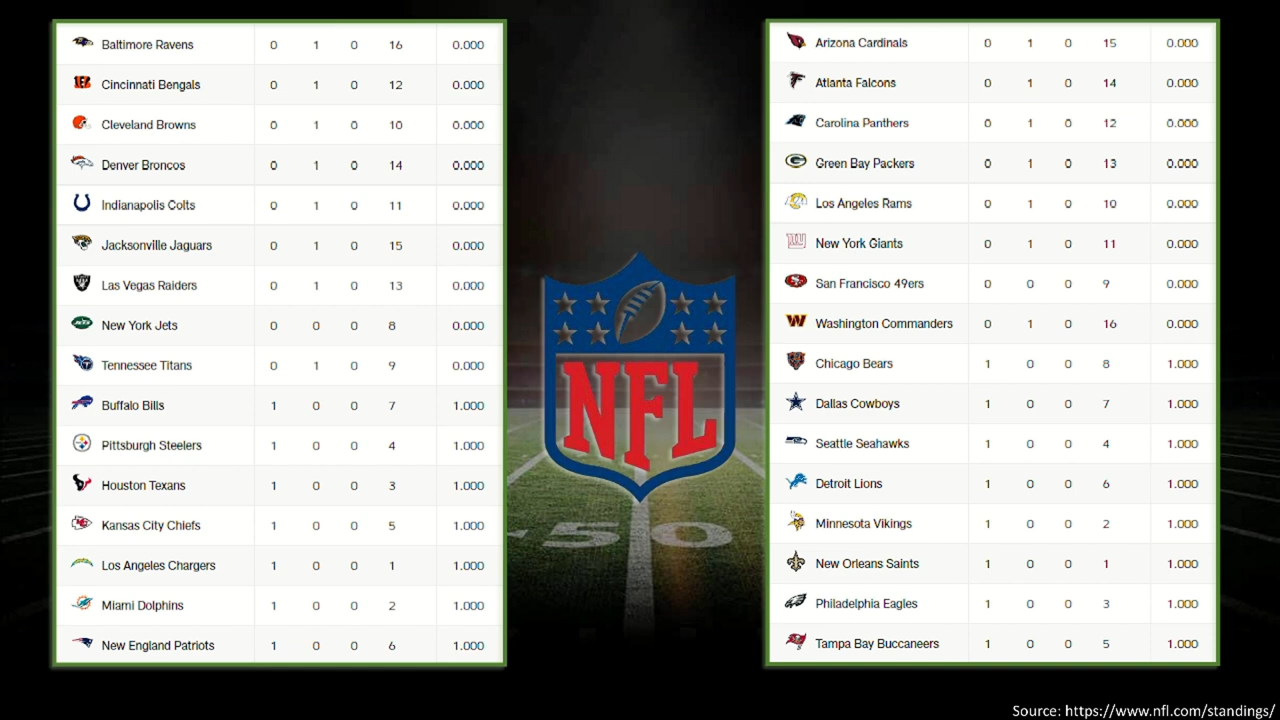 Baltimore Ravens 0 1 0 16 0.000
Cincinnati Bengals 0 1 0 12 0.000
Cleveland Browns 0 1 0 10 0.000
Denver Broncos 0 1 0 14 0.000
Indianapolis Colts 0 1 0 11 0.000
Jacksonville Jaguars 0 1 0 15 0.000
Las Vegas Raiders 0 1 0 13 0.000
New York Jets 0 0 0 8 0.000
Tennessee Titans 0 1 0 9 0.000
Buffalo Bills 1 0 0 7 1.000
Pittsburgh Steelers 1 0 0 4 1.000
Houston Texans 1 0 0 3 1.000
Kansas City Chiefs 1 0 0 5 1.000
Los Angeles Chargers 1 0 0 1 1.000
Miami Dolphins 1 0 0 2 1.000
New England Patriots 1 0 0 6 1.000
NFL
50
Arizona Cardinals 0 1 0 15 0.000
Atlanta Falcons 0 1 0 14 0.000
Carolina Panthers 0 1 0 12 0.000
Green Bay Packers 0 1 0 13 0.000
Los Angeles Rams 0 1 0 10 0.000
New York Giants 0 1 0 11 0.000
San Francisco 49ers 0 0 0 9 0.000
Washington Commanders 0 1 0 16 0.000
Chicago Bears 1 0 0 8 1.000
Dallas Cowboys 1 0 0 7 1.000
Seattle Seahawks 1 0 0 4 1.000
Detroit Lions 1 0 0 6 1.000
Minnesota Vikings 1 0 0 2 1.000
New Orleans Saints 1 0 0 1 1.000
Philadelphia Eagles 1 0 0 3 1.000
Tampa Bay Buccaneers 1 0 0 5 1.000
Source: https://www.nfl.com/standings/